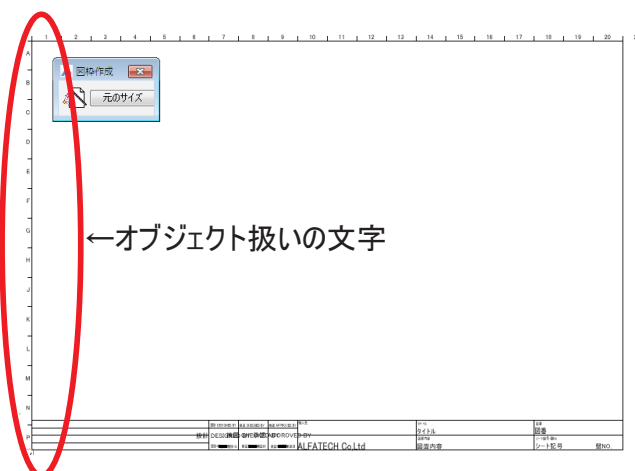 1 2 3 4 5 6 7 8 9 10 11 12 13 14 15 16 17 18 19 20
A
図枠作成
B
元のサイズ
C
D
E
F
G
←オブジェクト扱いの文字
H
J
K
L
M
N
タイトル
図番
P
設計
ALFATECH Co,Ltd
図面内容
シート記号
壁NO.